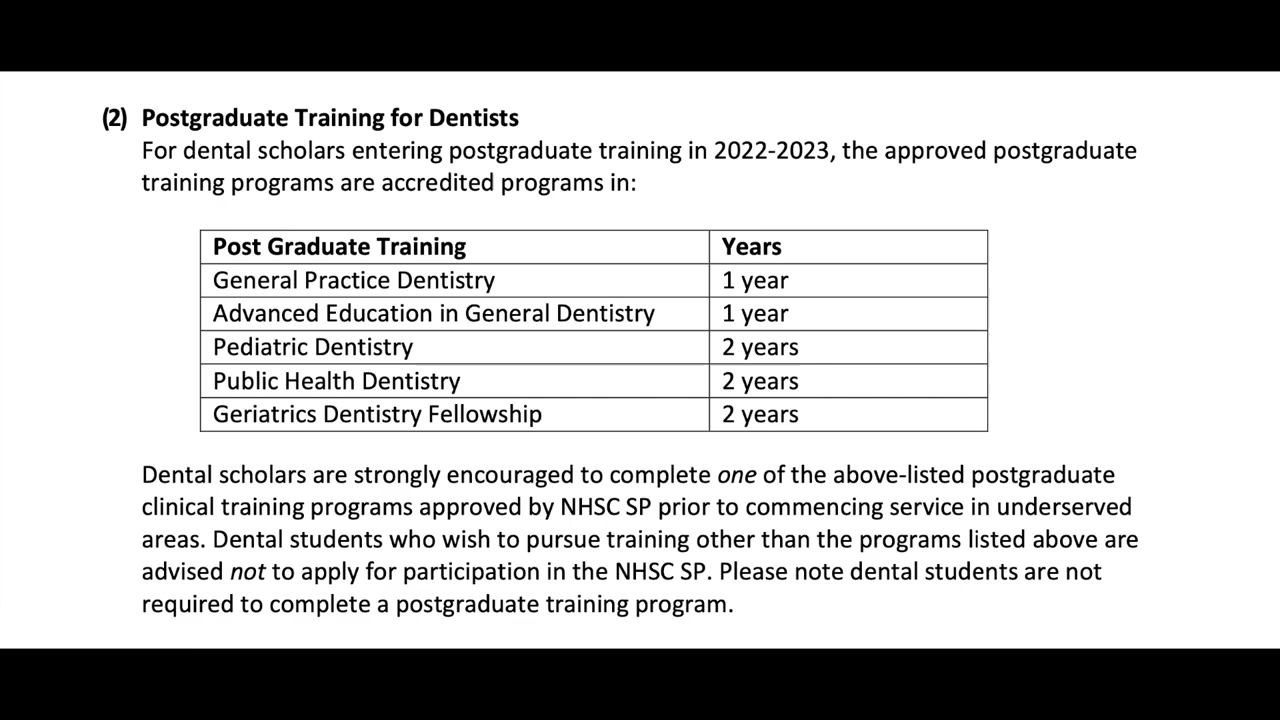 (2) Postgraduate Training for Dentists
For dental scholars entering postgraduate training in 2022-2023, the approved postgraduate
training programs are accredited programs in:
Post Graduate Training Years
General Practice Dentistry 1 year
Advanced Education in General Dentistry 1 year
Pediatric Dentistry 2 years
Public Health Dentistry 2 years
Geriatrics Dentistry Fellowship 2 years
Dental scholars are strongly encouraged to complete one of the above-listed postgraduate
clinical training programs approved by NHSC SP prior to commencing service in underserved
areas. Dental students who wish to pursue training other than the programs listed above are
advised not to apply for participation in the NHSC SP. Please note dental students are not
required to complete a postgraduate training program.